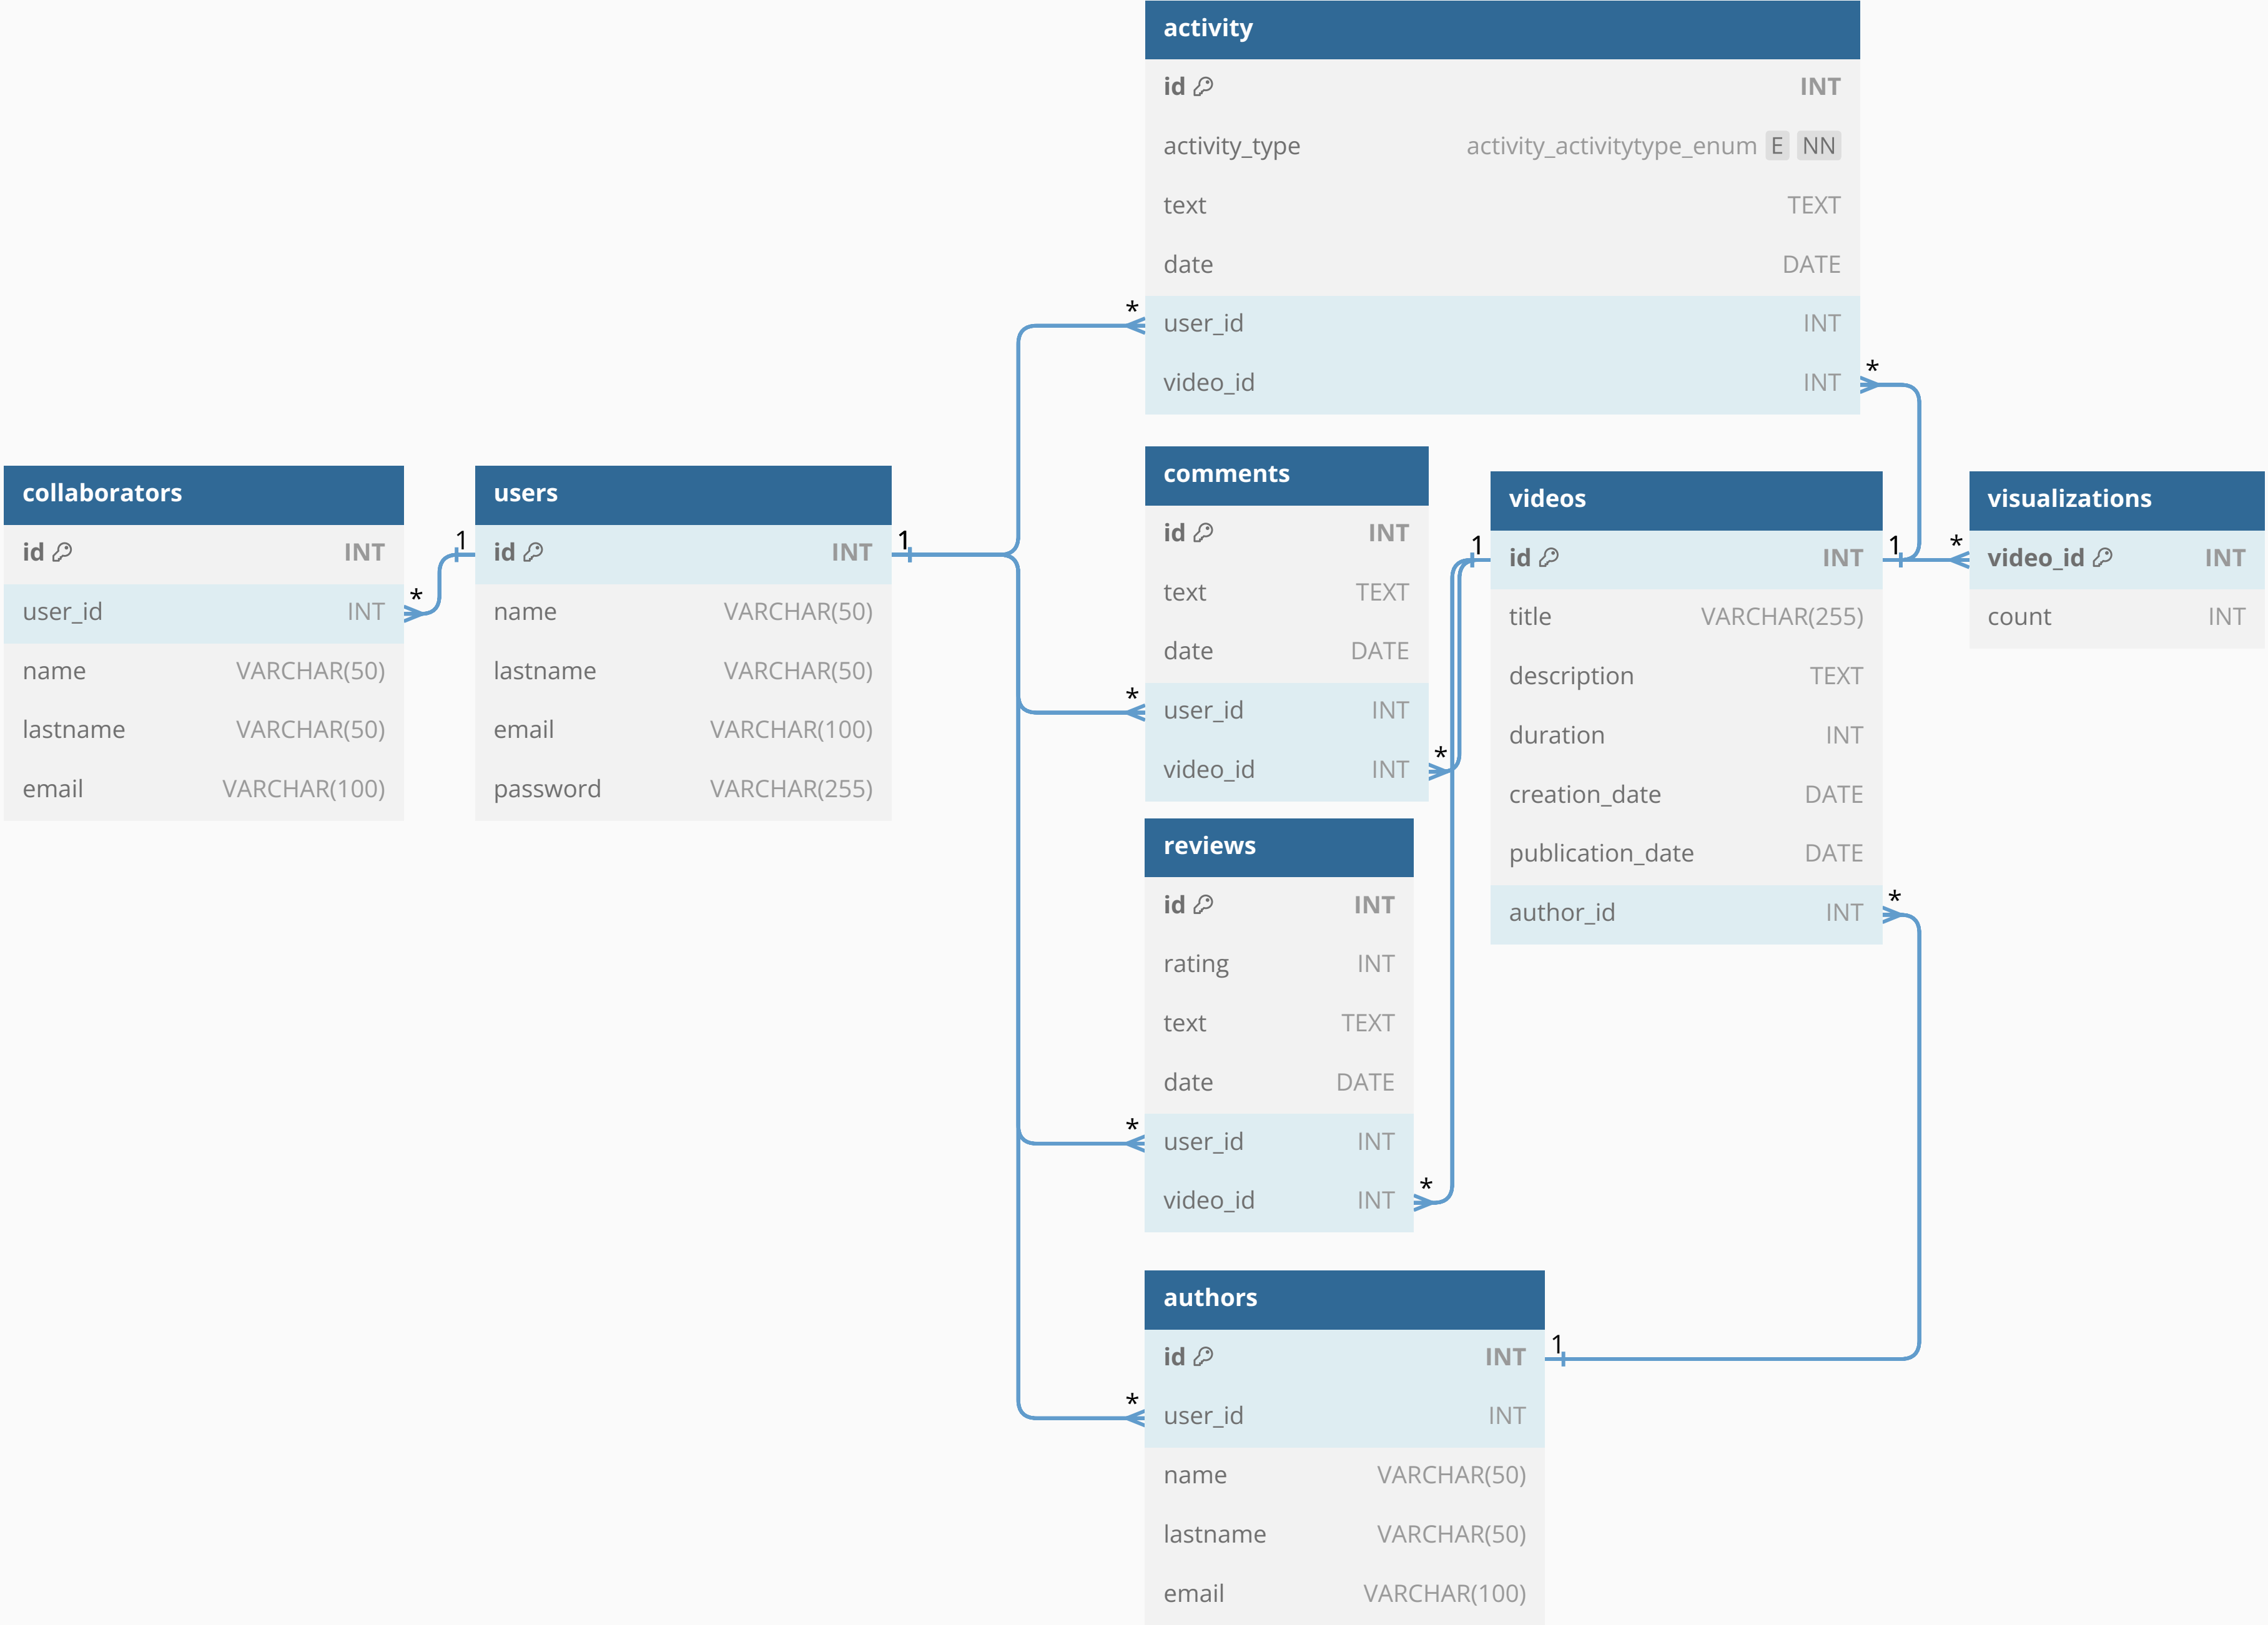 activity
id INT
activity_type activity_activitytype_enum E NN
text TEXT
date DATE
user_id INT
video_id INT
collaborators
id INT
user_id INT
name VARCHAR(50)
lastname VARCHAR(50)
email VARCHAR(100)
users
id INT
name VARCHAR(50)
lastname VARCHAR(50)
email VARCHAR(100)
password VARCHAR(255)
comments
id INT
text TEXT
date DATE
user_id INT
video_id INT
videos
id INT
title VARCHAR(255)
description TEXT
duration INT
creation_date DATE
publication_date DATE
author_id INT
visualizations
video_id INT
count INT
reviews
id INT
rating INT
text TEXT
date DATE
user_id INT
video_id INT
authors
id INT
user_id INT
name VARCHAR(50)
lastname VARCHAR(50)
email VARCHAR(100)
*
*
1
*
1
*
*
1
1
*
*
*
*
1
*